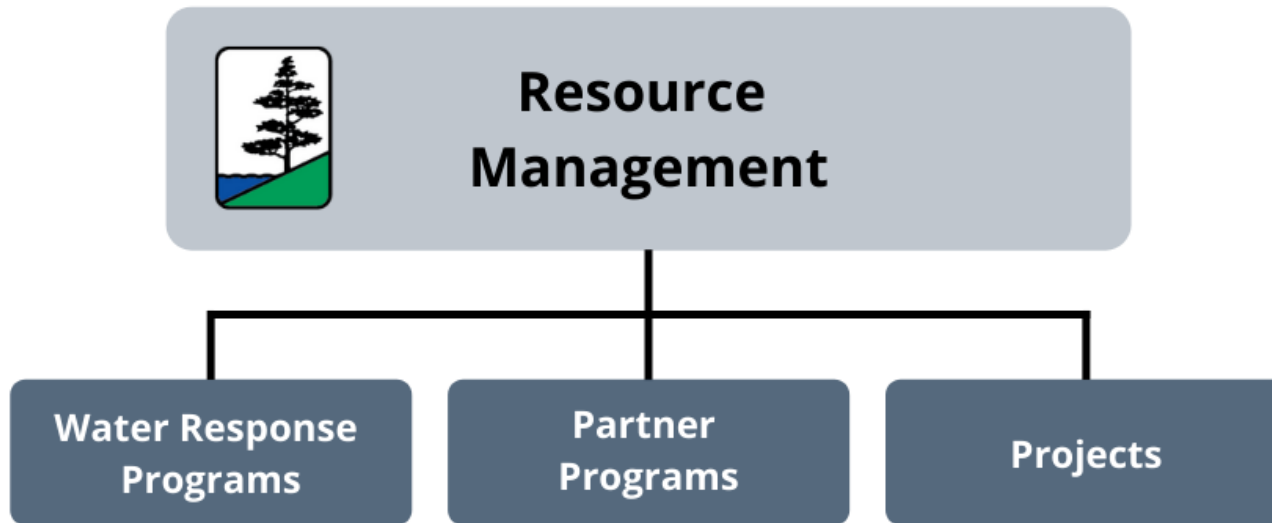 Resource
Management
Water Response
Programs
Partner
Programs
Projects